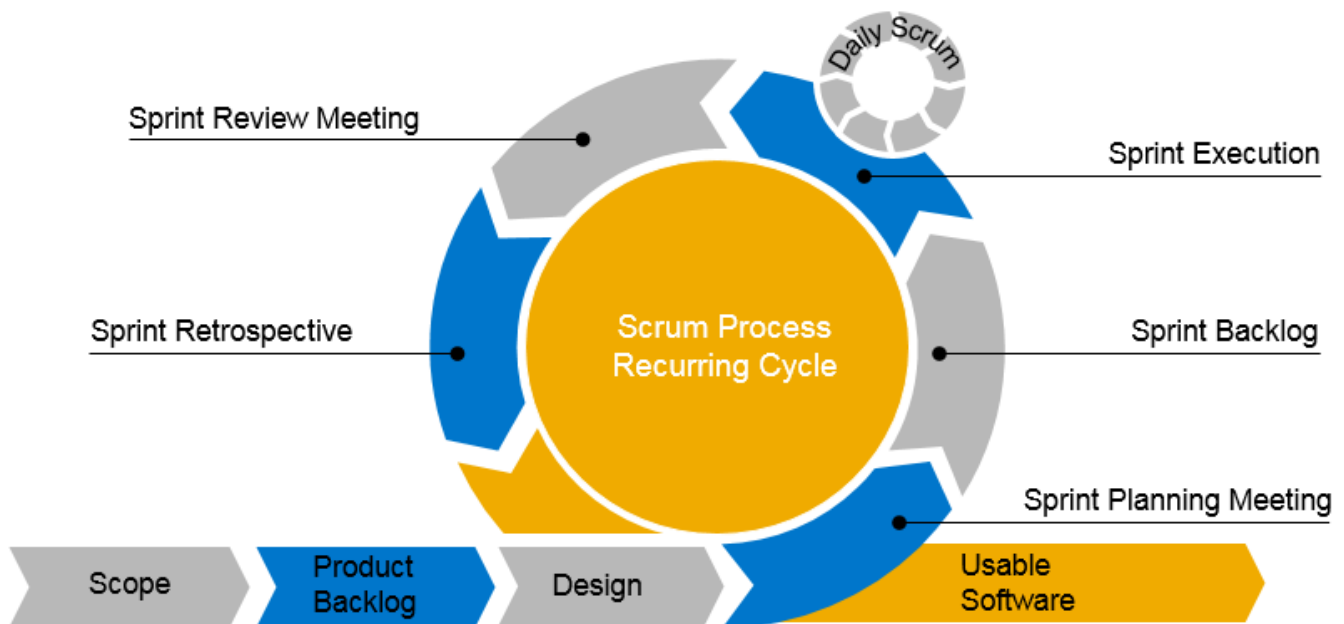 Daily Scrum
Sprint Review Meeting
Sprint Execution
Sprint Retrospective
Scrum Process
Recurring Cycle
Sprint Backlog
Sprint Planning Meeting
Scope
Product
Backlog
Design
Usable
Software